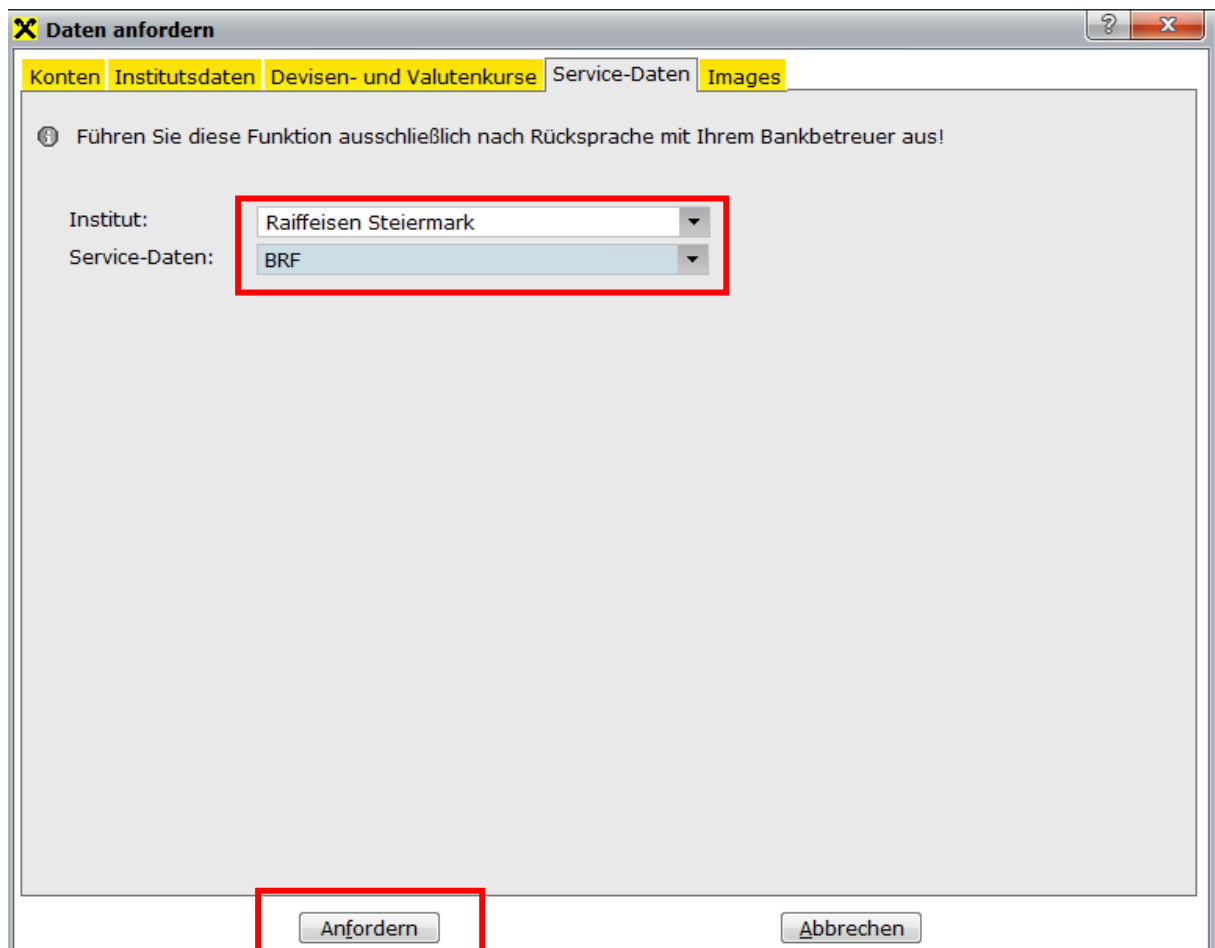 Daten anfordern
Konten Institutsdaten Devisen- und Valutenkurse Service-Daten Images
Führen Sie diese Funktion ausschließlich nach Rücksprache mit Ihrem Bankbetreuer aus!
Institut: Raiffeisen Steiermark
Service-Daten: BRF
Anfordern Abbrechen